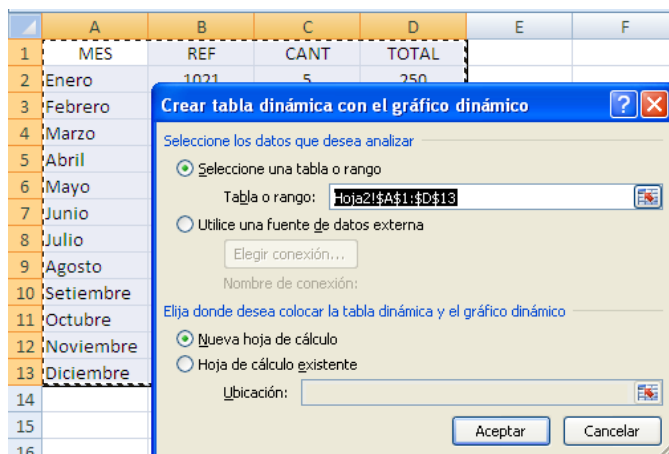 A B C D E F
1 MES REF CANT TOTAL
2 Enero 1021 5 250
3 Febrero
4 Marzo
5 Abril
6 Mayo
7 Junio
8 Julio
9 Agosto
10 Setiembre
11 Octubre
12 Noviembre
13 Diciembre
14
15
16
Crear tabla dinámica con el gráfico dinámico
Seleccione los datos que desea analizar
Seleccione una tabla o rango
Tabla o rango: Hoja2!$A$1:$D$13
Utilice una fuente de datos externa
Elegir conexión...
Nombre de conexión:
Elija donde desea colocar la tabla dinámica y el gráfico dinámico
Nueva hoja de cálculo
Hoja de cálculo existente
Ubicación:
Aceptar Cancelar